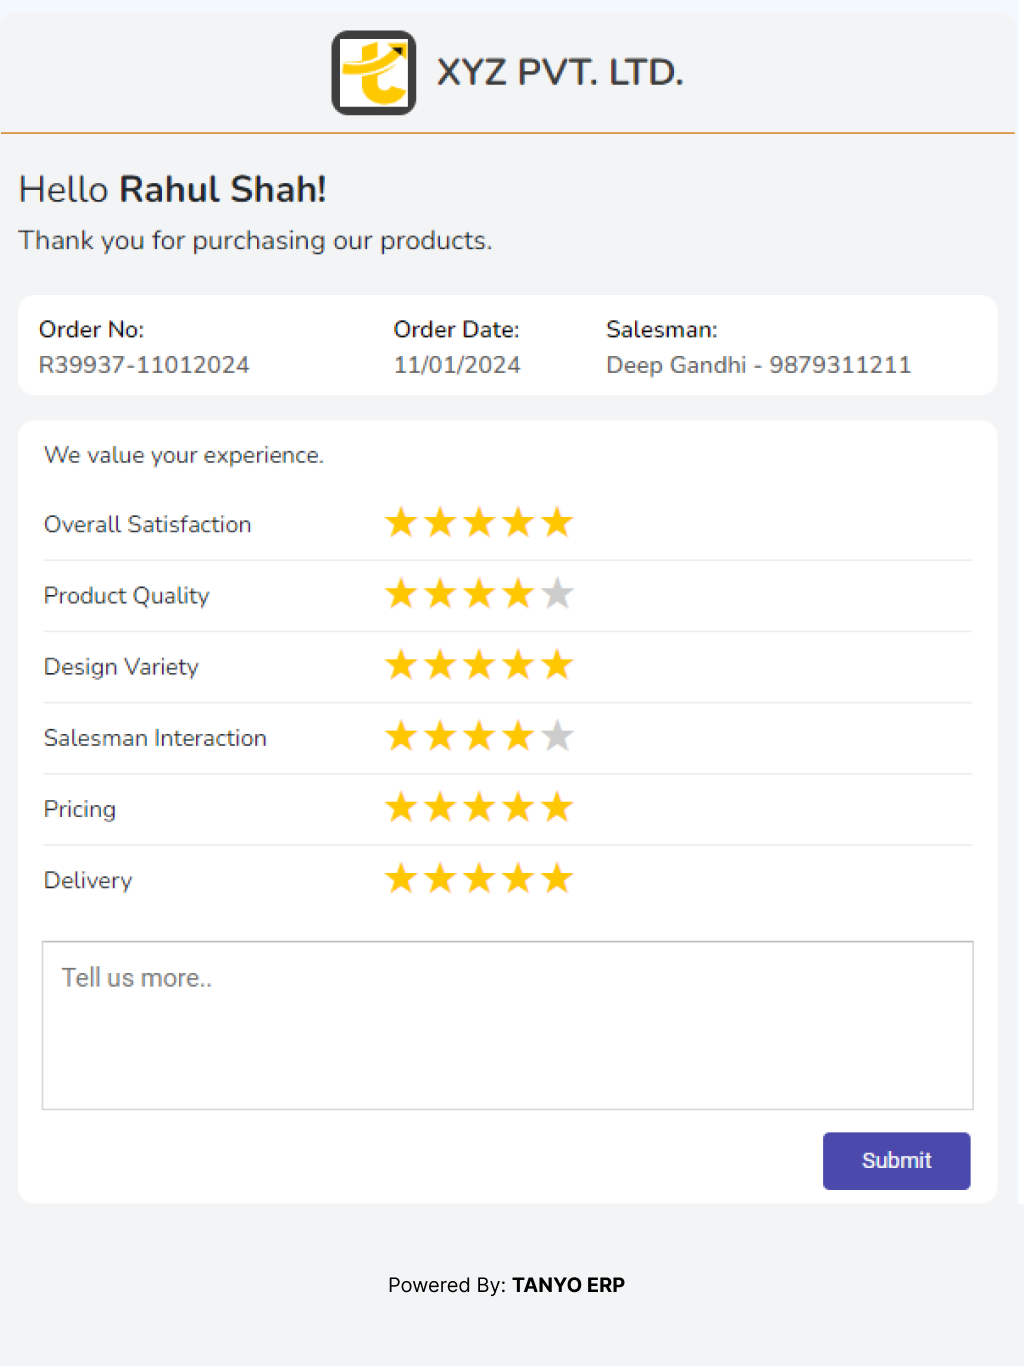 XYZ PVT. LTD.
Hello Rahul Shah!
Thank you for purchasing our products.
Order No: Order Date: Salesman:
R39937-11012024 11/01/2024 Deep Gandhi - 9879311211
We value your experience.
Overall Satisfaction
Product Quality
Design Variety
Salesman Interaction
Pricing
Delivery
Tell us more..
Submit
Powered By: TANYO ERP